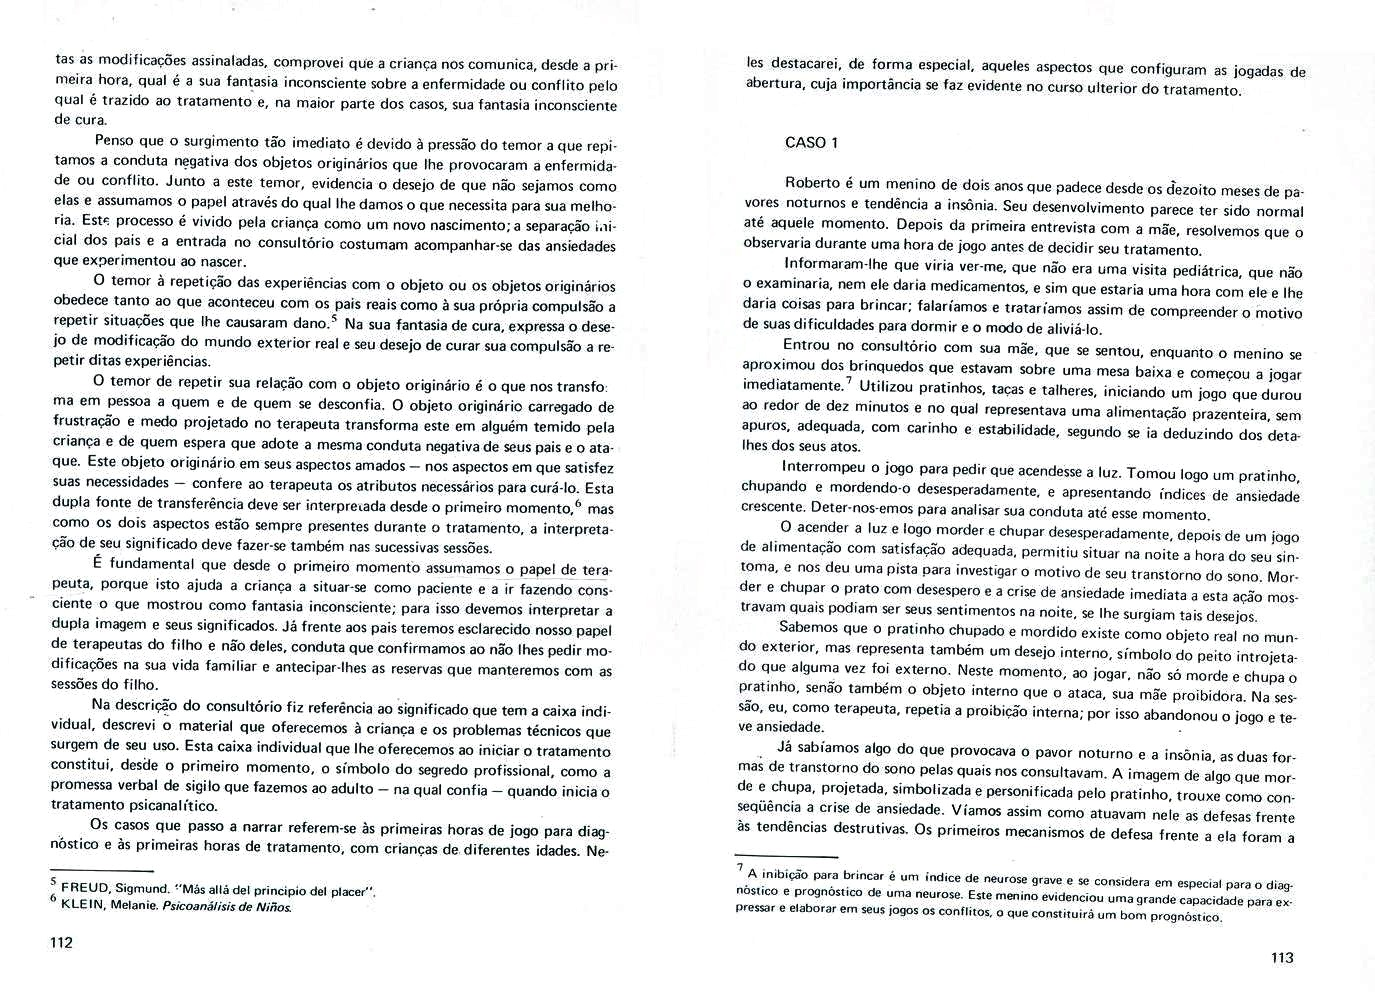 tas as modificações assinaladas, comprovei que a criança nos comunica, desde a pri-
meira hora, qual é a sua fantasia inconsciente sobre a enfermidade ou conflito pelo
qual é trazido ao tratamento e, na maior parte dos casos, sua fantasia inconsciente
de cura.
Penso que o surgimento tão imediato é devido à pressão do temor a que repi-
tamos a conduta negativa dos objetos originários que lhe provocaram a enfermida-
de ou conflito. Junto a este temor, evidencia o desejo de que não sejamos como
elas e assumamos o papel através do qual lhe damos o que necessita para sua melho-
ria. Este processo é vivido pela criança como um novo nascimento; a separação ini-
cial dos pais e a entrada no consultório costumam acompanhar-se das ansiedades
que experimentou ao nascer.
O temor à repetição das experiências com o objeto ou os objetos originários
obedece tanto ao que aconteceu com os pais reais como à sua própria compulsão a
repetir situações que lhe causaram dano.⁵ Na sua fantasia de cura, expressa o dese-
jo de modificação do mundo exterior real e seu desejo de curar sua compulsão a re-
petir ditas experiências.
O temor de repetir sua relação com o objeto originário é o que nos transfo
ma em pessoa a quem e de quem se desconfia. O objeto originário carregado de
frustração e medo projetado no terapeuta transforma este em alguém temido pela
criança e de quem espera que adote a mesma conduta negativa de seus pais e o ata-
que. Este objeto originário em seus aspectos amados — nos aspectos em que satisfez
suas necessidades — confere ao terapeuta os atributos necessários para curá-lo. Esta
dupla fonte de transferência deve ser interpretada desde o primeiro momento,⁶ mas
como os dois aspectos estão sempre presentes durante o tratamento, a interpreta-
ção de seu significado deve fazer-se também nas sucessivas sessões.
É fundamental que desde o primeiro momento assumamos o papel de tera-
peuta, porque isto ajuda a criança a situar-se como paciente e a ir fazendo cons-
ciente o que mostrou como fantasia inconsciente; para isso devemos interpretar a
dupla imagem e seus significados. Já frente aos pais teremos esclarecido nosso papel
de terapeutas do filho e não deles, conduta que confirmamos ao não lhes pedir mo-
dificações na sua vida familiar e antecipar-lhes as reservas que manteremos com as
sessões do filho.
Na descrição do consultório fiz referência ao significado que tem a caixa indi-
vidual, descrevi o material que oferecemos à criança e os problemas técnicos que
surgem de seu uso. Esta caixa individual que lhe oferecemos ao iniciar o tratamento
constitui, desde o primeiro momento, o símbolo do segredo profissional, como a
promessa verbal de sigilo que fazemos ao adulto — na qual confia — quando inicia o
tratamento psicanalítico.
Os casos que passo a narrar referem-se às primeiras horas de jogo para diag-
nóstico e às primeiras horas de tratamento, com crianças de diferentes idades. Ne-
⁵ FREUD, Sigmund. "Más allá del principio del placer".
⁶ KLEIN, Melanie. Psicoanálisis de Niños.
112
les destacarei, de forma especial, aqueles aspectos que configuram as jogadas de
abertura, cuja importância se faz evidente no curso ulterior do tratamento.
CASO 1
Roberto é um menino de dois anos que padece desde os dezoito meses de pa-
vores noturnos e tendência a insônia. Seu desenvolvimento parece ter sido normal
até aquele momento. Depois da primeira entrevista com a mãe, resolvemos que o
observaria durante uma hora de jogo antes de decidir seu tratamento.
Informaram-lhe que viria ver-me, que não era uma visita pediátrica, que não
o examinaria, nem ele daria medicamentos, e sim que estaria uma hora com ele e lhe
daria coisas para brincar; falaríamos e trataríamos assim de compreender o motivo
de suas dificuldades para dormir e o modo de aliviá-lo.
Entrou no consultório com sua mãe, que se sentou, enquanto o menino se
aproximou dos brinquedos que estavam sobre uma mesa baixa e começou a jogar
imediatamente.⁷ Utilizou pratinhos, taças e talheres, iniciando um jogo que durou
ao redor de dez minutos e no qual representava uma alimentação prazenteira, sem
apuros, adequada, com carinho e estabilidade, segundo se ia deduzindo dos deta-
lhes dos seus atos.
Interrompeu o jogo para pedir que acendesse a luz. Tomou logo um pratinho,
chupando e mordendo-o desesperadamente, e apresentando índices de ansiedade
crescente. Deter-nos-emos para analisar sua conduta até esse momento.
O acender a luz e logo morder e chupar desesperadamente, depois de um jogo
de alimentação com satisfação adequada, permitiu situar na noite a hora do seu sin-
toma, e nos deu uma pista para investigar o motivo de seu transtorno do sono. Mor-
der e chupar o prato com desespero e a crise de ansiedade imediata a esta ação mos-
travam quais podiam ser seus sentimentos na noite, se lhe surgiam tais desejos.
Sabemos que o pratinho chupado e mordido existe como objeto real no mun-
do exterior, mas representa também um desejo interno, símbolo do peito introjeta-
do que alguma vez foi externo. Neste momento, ao jogar, não só morde e chupa o
pratinho, senão também o objeto interno que o ataca, sua mãe proibidora. Na ses-
são, eu, como terapeuta, repetia a proibição interna; por isso abandonou o jogo e te-
ve ansiedade.
Já sabíamos algo do que provocava o pavor noturno e a insônia, as duas for-
mas de transtorno do sono pelas quais nos consultavam. A imagem de algo que mor-
de e chupa, projetada, simbolizada e personificada pelo pratinho, trouxe como con-
seqüência a crise de ansiedade. Víamos assim como atuavam nele as defesas frente
às tendências destrutivas. Os primeiros mecanismos de defesa frente a ela foram a
⁷ A inibição para brincar é um índice de neurose grave e se considera em especial para o diag-
nóstico e prognóstico de uma neurose. Este menino evidenciou uma grande capacidade para ex-
pressar e elaborar em seus jogos os conflitos, o que constituirá um bom prognóstico.
113